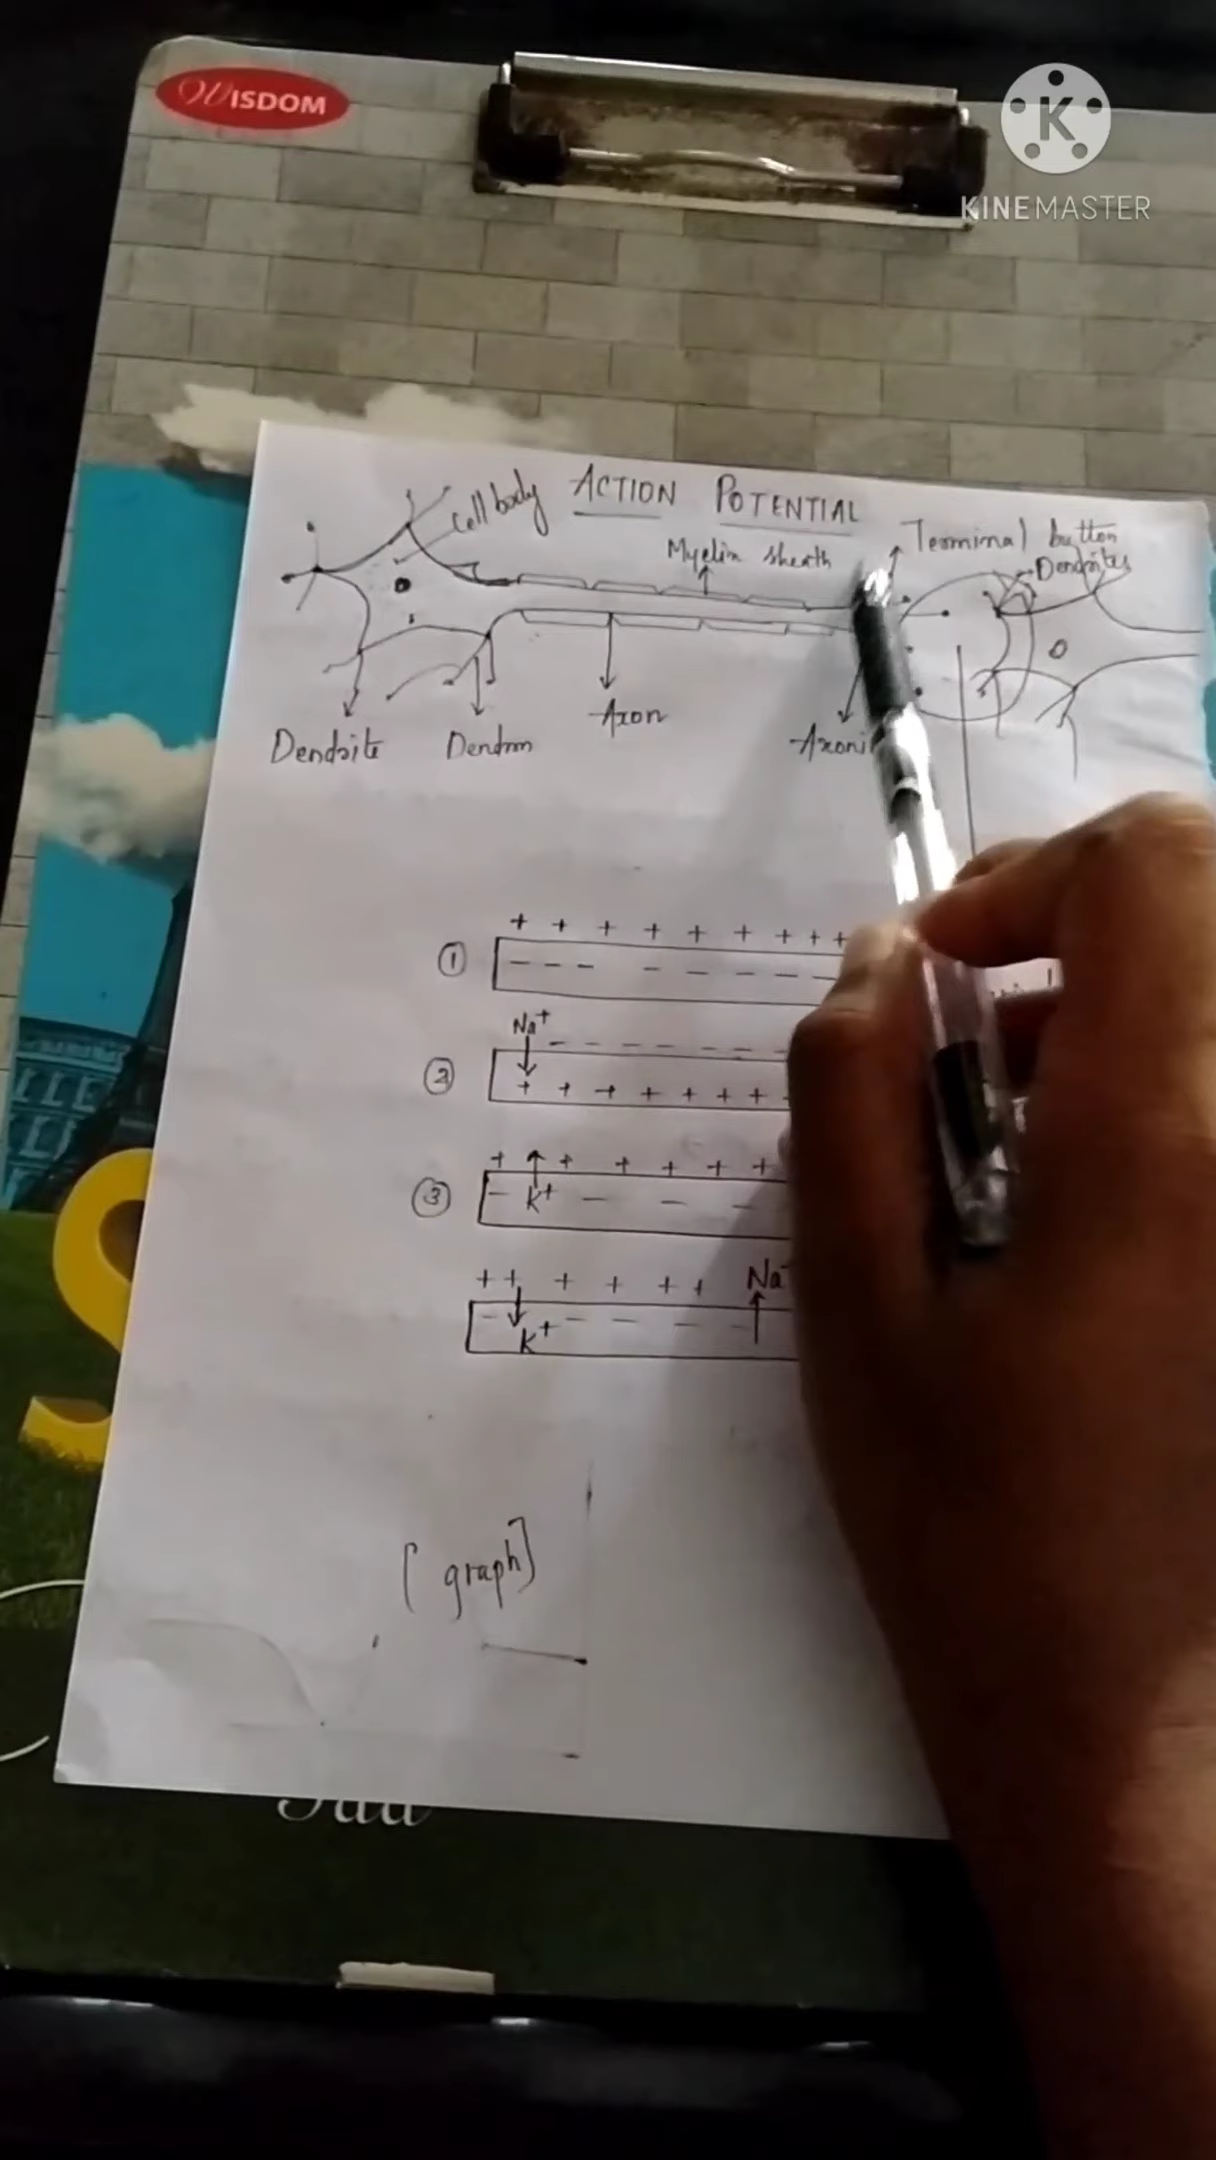 WISDOM
K
KINEMASTER
ACTION POTENTIAL
Cell body
Myelin sheath
Terminal button
Dendrites
Dendrite
Dendron
Axon
+ + + + + + + + +
①
- - - - - - - -
Na+
- - - - - -
②
+ + + + + + +
+ + + + + +
③
- K+ - - -
+ + + + + + Na
- - - - -
K+
[graph]